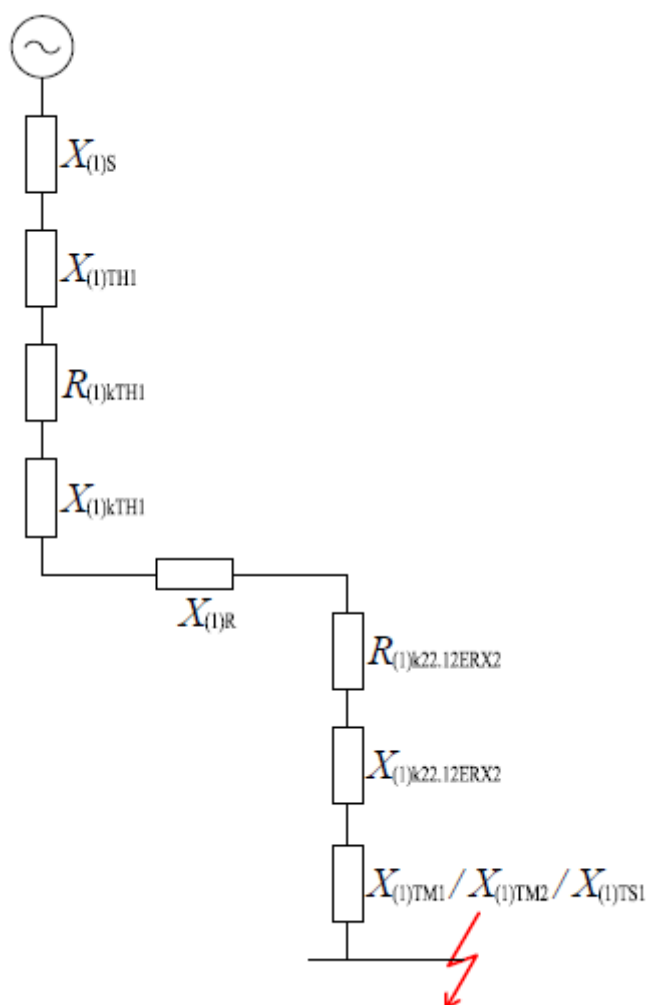 X(1)S
X(1)TH1
R(1)kTH1
X(1)kTH1
X(1)R
R(1)k22.12ERX2
X(1)k22.12ERX2
X(1)TM1 / X(1)TM2 / X(1)TS1